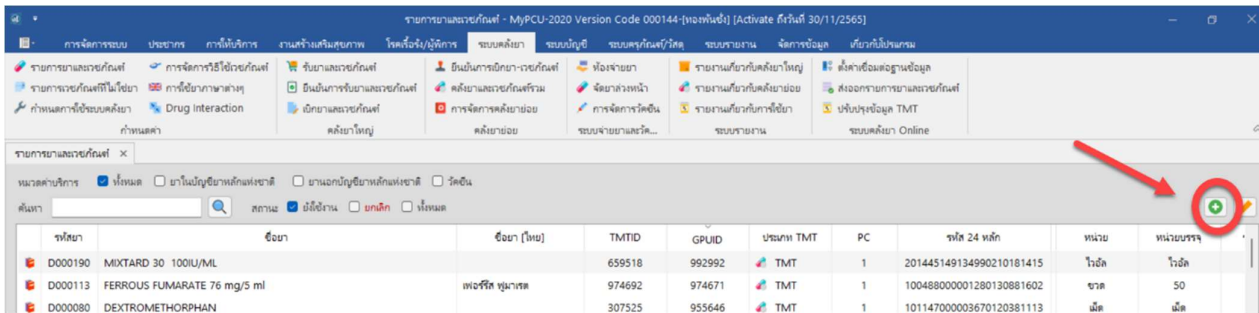 รายการยาและเวชภัณฑ์ - MyPCU-2020 Version Code 000144-[ทองพันชั่ง] [Activate ถึงวันที่ 30/11/2565]
การจัดการระบบ ประชากร การให้บริการ งานสร้างเสริมสุขภาพ โรคเรื้อรัง/ผู้พิการ ระบบคลังยา ระบบบัญชี ระบบครุภัณฑ์/วัสดุ ระบบรายงาน จัดการข้อมูล เกี่ยวกับโปรแกรม
รายการยาและเวชภัณฑ์ การจัดการวิธีใช้เวชภัณฑ์ รับยาและเวชภัณฑ์ ยืนยันการเบิกยา-เวชภัณฑ์ ห้องจ่ายยา รายงานเกี่ยวกับคลังยาใหญ่ ตั้งค่าเชื่อมต่อฐานข้อมูล
รายการเวชภัณฑ์ที่ไม่ใช่ยา การใช้ยาภาษาต่างๆ ยืนยันการรับยาและเวชภัณฑ์ คลังยาและเวชภัณฑ์รวม จ่ายยาล่วงหน้า รายงานเกี่ยวกับคลังยาย่อย ส่งออกรายการยาและเวชภัณฑ์
กำหนดการใช้ระบบคลังยา Drug Interaction เบิกยาและเวชภัณฑ์ การจัดการคลังยาย่อย การจัดการวัคซีน รายงานเกี่ยวกับการใช้ยา ปรับปรุงข้อมูล TMT
กำหนดค่า คลังยาใหญ่ คลังยาย่อย ระบบจ่ายยาและวัค... ระบบรายงาน ระบบคลังยา Online
รายการยาและเวชภัณฑ์ ×
หมวดค่าบริการ ทั้งหมด ยาในบัญชียาหลักแห่งชาติ ยานอกบัญชียาหลักแห่งชาติ วัคซีน
ค้นหา สถานะ ยังใช้งาน ยกเลิก ทั้งหมด
รหัสยา ชื่อยา ชื่อยา [ไทย] TMTID GPUID ประเภท TMT PC รหัส 24 หลัก หน่วย หน่วยบรรจุ
D000190 MIXTARD 30 100IU/ML 659518 992992 TMT 1 201445149134990210181415 ไวอัล ไวอัล
D000113 FERROUS FUMARATE 76 mg/5 ml เฟอร์รัส ฟูมาเรต 974692 974671 TMT 1 100488000001280130881602 ขวด 50
D000080 DEXTROMETHORPHAN 307525 955646 TMT 1 101147000003670120381113 เม็ด เม็ด